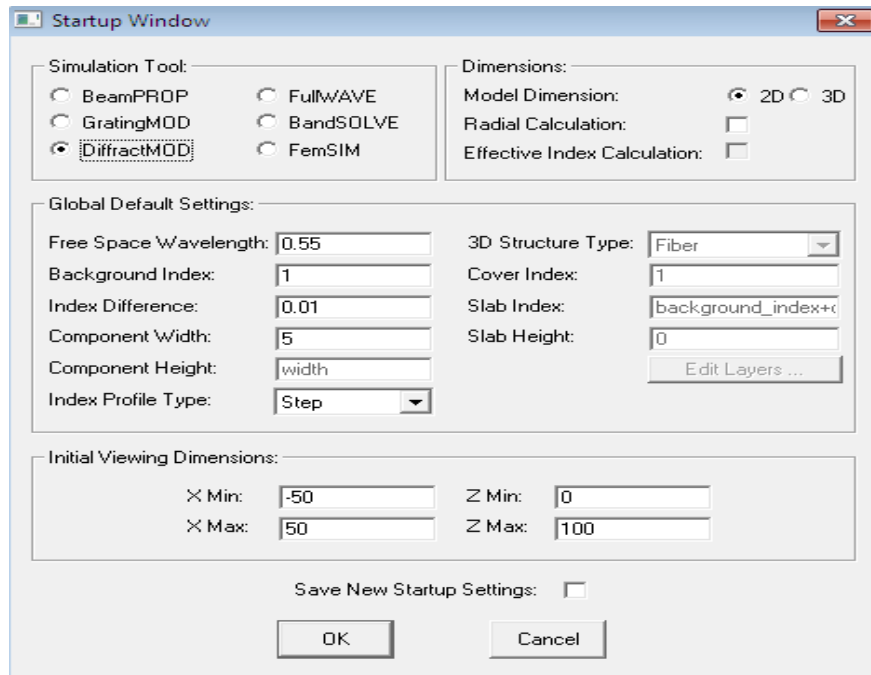 Startup Window
Simulation Tool:
BeamPROP
FullWAVE
GratingMOD
BandSOLVE
DiffractMOD
FemSIM
Dimensions:
Model Dimension: 2D 3D
Radial Calculation:
Effective Index Calculation:
Global Default Settings:
Free Space Wavelength: 0.55
Background Index: 1
Index Difference: 0.01
Component Width: 5
Component Height: width
Index Profile Type: Step
3D Structure Type: Fiber
Cover Index: 1
Slab Index: background_index+
Slab Height: 0
Edit Layers ...
Initial Viewing Dimensions:
X Min: -50 Z Min: 0
X Max: 50 Z Max: 100
Save New Startup Settings:
OK Cancel